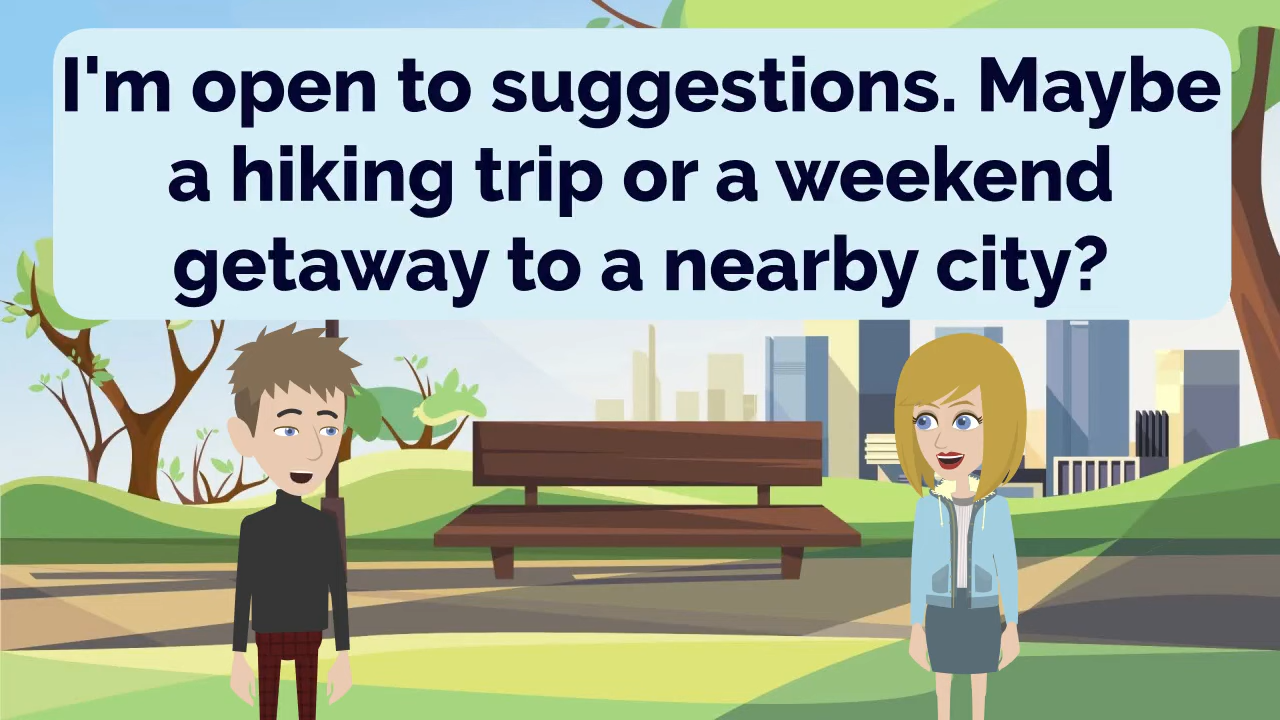 I'm open to suggestions. Maybe
a hiking trip or a weekend
getaway to a nearby city?